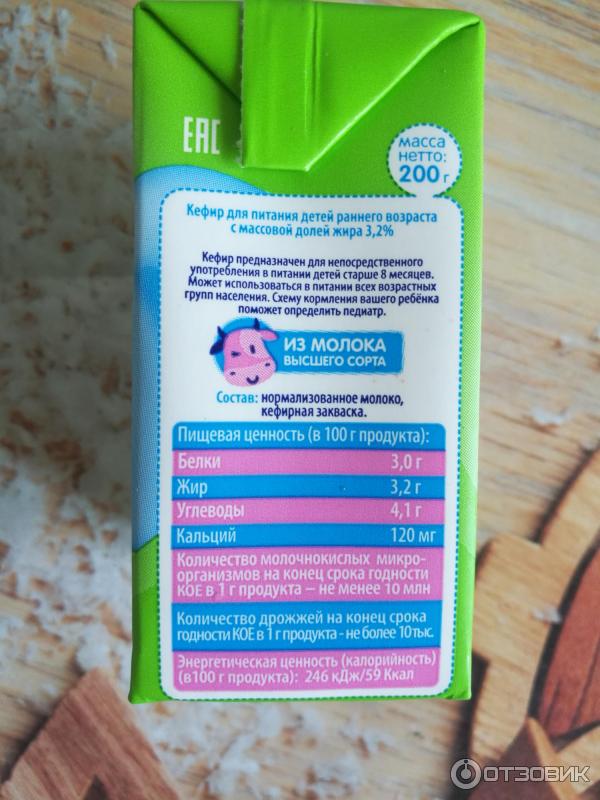 ЕАС
масса
нетто:
200 г
Кефир для питания детей раннего возраста
с массовой долей жира 3,2%
Кефир предназначен для непосредственного
употребления в питании детей старше 8 месяцев.
Может использоваться в питании всех возрастных
групп населения. Схему кормления вашего ребёнка
поможет определить педиатр.
ИЗ МОЛОКА
ВЫСШЕГО СОРТА
Состав: нормализованное молоко,
кефирная закваска.
Пищевая ценность (в 100 г продукта):
Белки 3,0 г
Жир 3,2 г
Углеводы 4,1 г
Кальций 120 мг
Количество молочнокислых микро-
организмов на конец срока годности
КОЕ в 1 г продукта – не менее 10 млн
Количество дрожжей на конец срока
годности КОЕ в 1 г продукта - не более 10 тыс.
Энергетическая ценность (калорийность)
(в100 г продукта): 246 кДж/59 Ккал
ОТЗОВИК